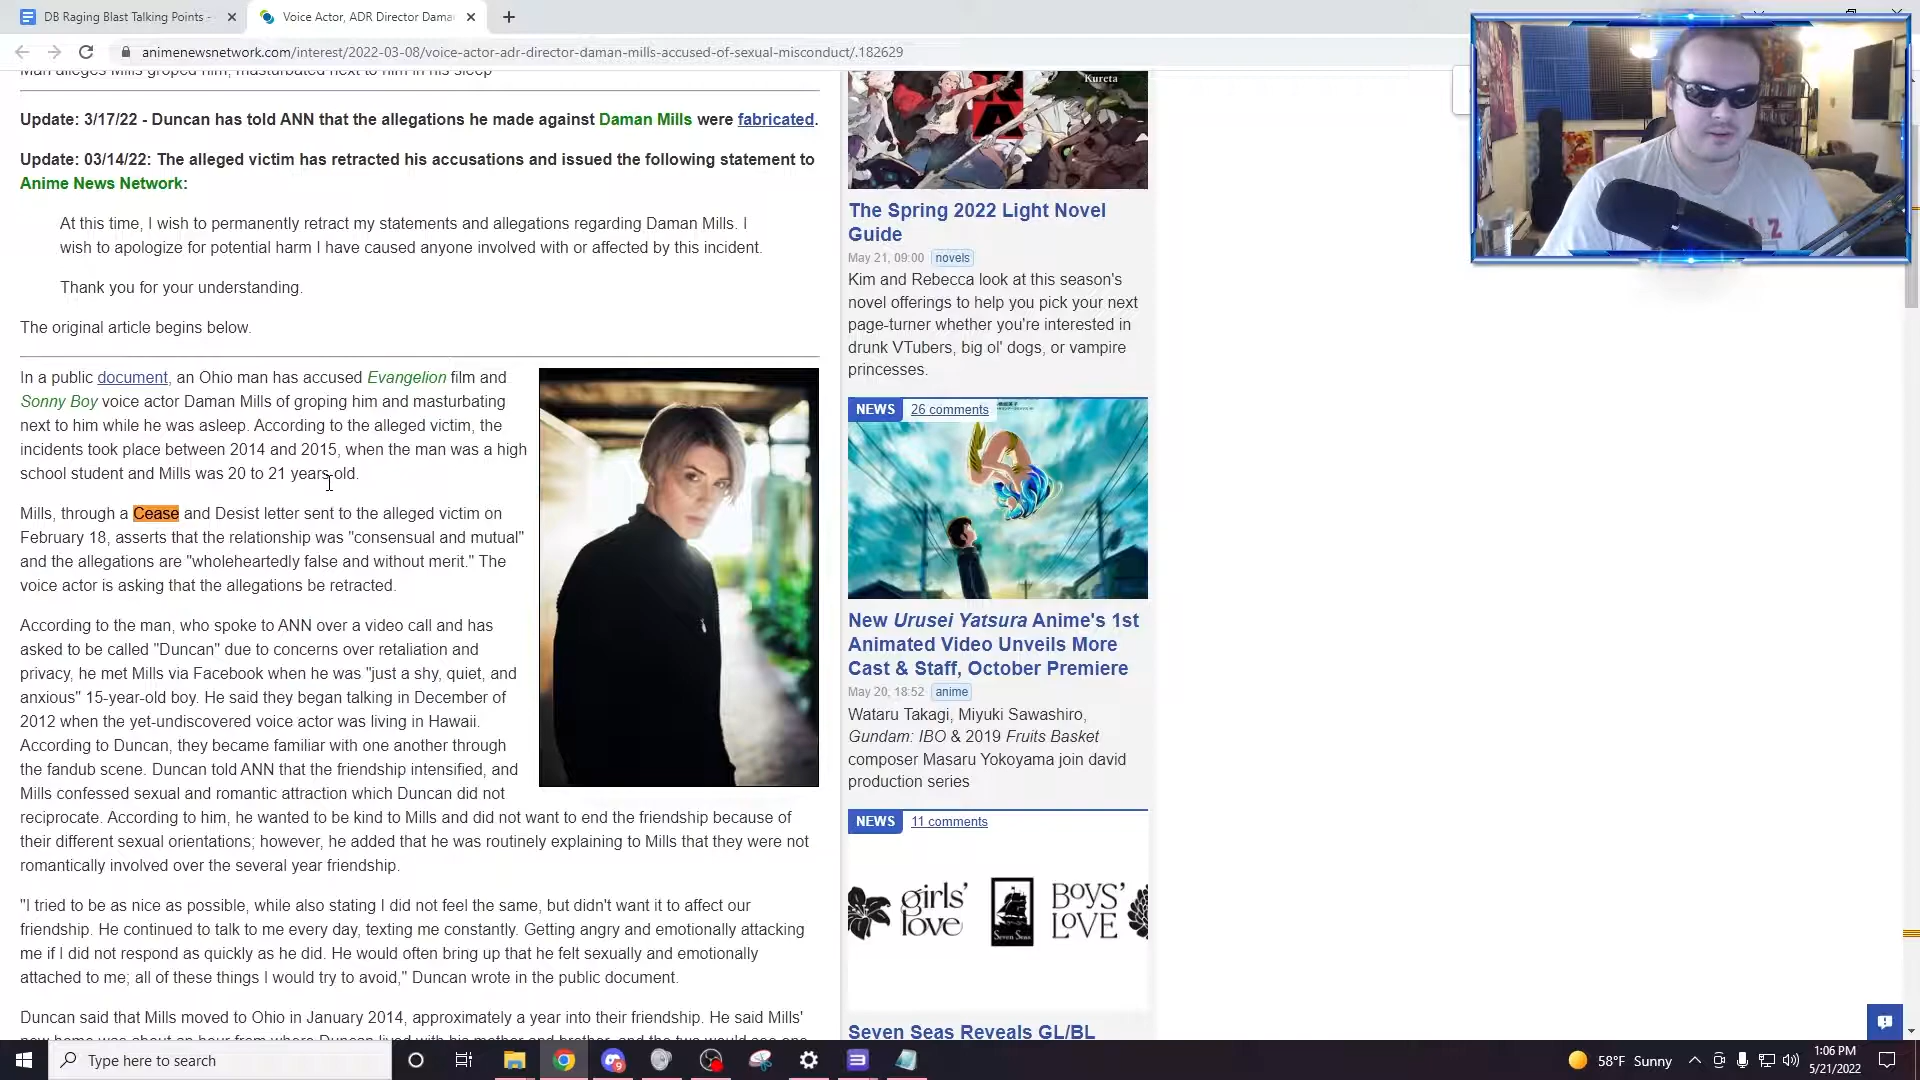 DB Raging Blast Talking Points -
Voice Actor, ADR Director Dama
animenewsnetwork.com/interest/2022-03-08/voice-actor-adr-director-daman-mills-accused-of-sexual-misconduct/.182629
Man alleges Mills groped him, masturbated next to him in his sleep
Update: 3/17/22 - Duncan has told ANN that the allegations he made against Daman Mills were fabricated.
Update: 03/14/22: The alleged victim has retracted his accusations and issued the following statement to
Anime News Network:
At this time, I wish to permanently retract my statements and allegations regarding Daman Mills. I
wish to apologize for potential harm I have caused anyone involved with or affected by this incident.
Thank you for your understanding.
The original article begins below.
In a public document, an Ohio man has accused Evangelion film and
Sonny Boy voice actor Daman Mills of groping him and masturbating
next to him while he was asleep. According to the alleged victim, the
incidents took place between 2014 and 2015, when the man was a high
school student and Mills was 20 to 21 years-old.
Mills, through a Cease and Desist letter sent to the alleged victim on
February 18, asserts that the relationship was "consensual and mutual"
and the allegations are "wholeheartedly false and without merit." The
voice actor is asking that the allegations be retracted.
According to the man, who spoke to ANN over a video call and has
asked to be called "Duncan" due to concerns over retaliation and
privacy, he met Mills via Facebook when he was "just a shy, quiet, and
anxious" 15-year-old boy. He said they began talking in December of
2012 when the yet-undiscovered voice actor was living in Hawaii.
According to Duncan, they became familiar with one another through
the fandub scene. Duncan told ANN that the friendship intensified, and
Mills confessed sexual and romantic attraction which Duncan did not
reciprocate. According to him, he wanted to be kind to Mills and did not want to end the friendship because of
their different sexual orientations; however, he added that he was routinely explaining to Mills that they were not
romantically involved over the several year friendship.
"I tried to be as nice as possible, while also stating I did not feel the same, but didn't want it to affect our
friendship. He continued to talk to me every day, texting me constantly. Getting angry and emotionally attacking
me if I did not respond as quickly as he did. He would often bring up that he felt sexually and emotionally
attached to me; all of these things I would try to avoid," Duncan wrote in the public document.
Duncan said that Mills moved to Ohio in January 2014, approximately a year into their friendship. He said Mills'
Kureta
The Spring 2022 Light Novel
Guide
May 21, 09:00 novels
Kim and Rebecca look at this season's
novel offerings to help you pick your next
page-turner whether you're interested in
drunk VTubers, big ol' dogs, or vampire
princesses.
NEWS 26 comments
New Urusei Yatsura Anime's 1st
Animated Video Unveils More
Cast & Staff, October Premiere
May 20, 18:52 anime
Wataru Takagi, Miyuki Sawashiro,
Gundam: IBO & 2019 Fruits Basket
composer Masaru Yokoyama join david
production series
NEWS 11 comments
girls' love
Seven Seas
BOYS' LOVE
Seven Seas Reveals GL/BL
Type here to search
58°F Sunny
1:06 PM
5/21/2022